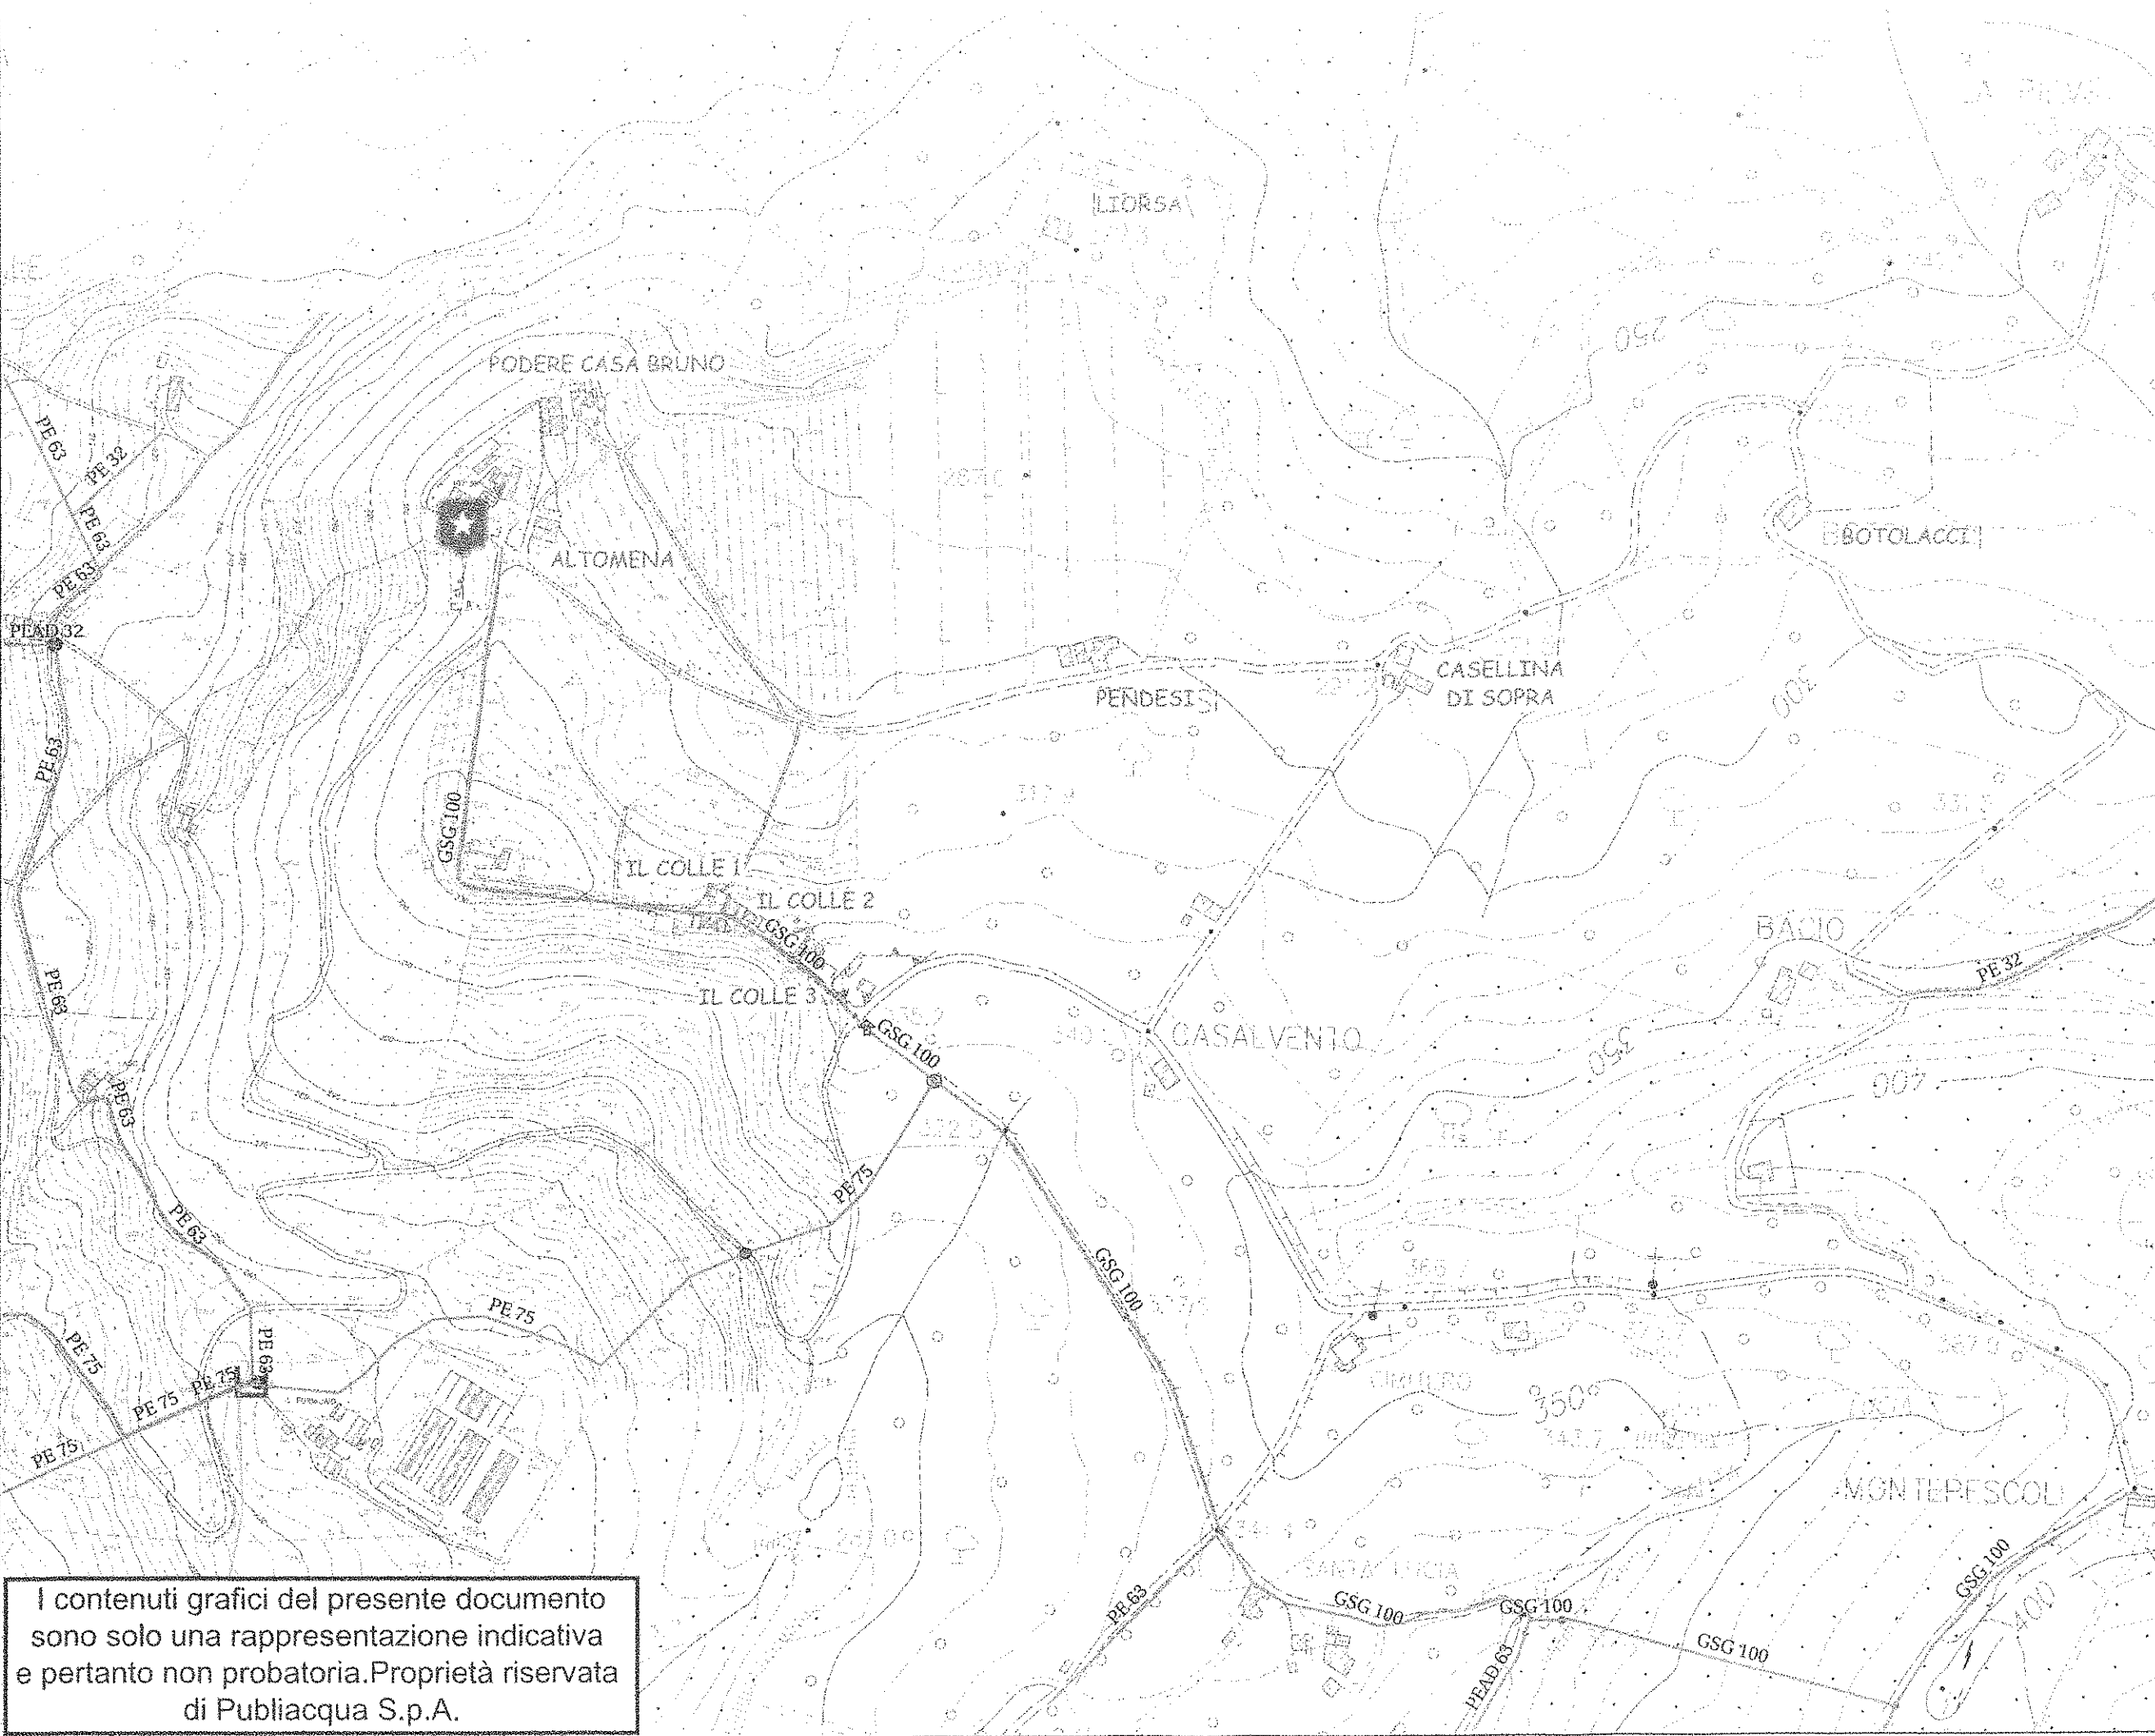 LIORSA
PODERE CASA BRUNO
250
PE 63
PE 32
PE 63
PE 63
BOTOLACCI
ALTOMENA
PEAD 32
CASELLINA
DI SOPRA
PENDESI
400
PE 63
GSG 100
IL COLLE 1
IL COLLE 2
BACIO
GSG 100
PE 32
PE 63
IL COLLE 3
GSG 100
CASALVENTO
350
400
PE 63
PE 75
PE 63
GSG 100
PE 75
PE 63
PE 75
PE 75
PE 75
350
PE 75
MONTERESCOLI
SANTA LUCIA
GSG 100
PE 63
GSG 100
GSG 100
GSG 100
400
PEAD 63
I contenuti grafici del presente documento
sono solo una rappresentazione indicativa
e pertanto non probatoria.Proprietà riservata
di Publiacqua S.p.A.